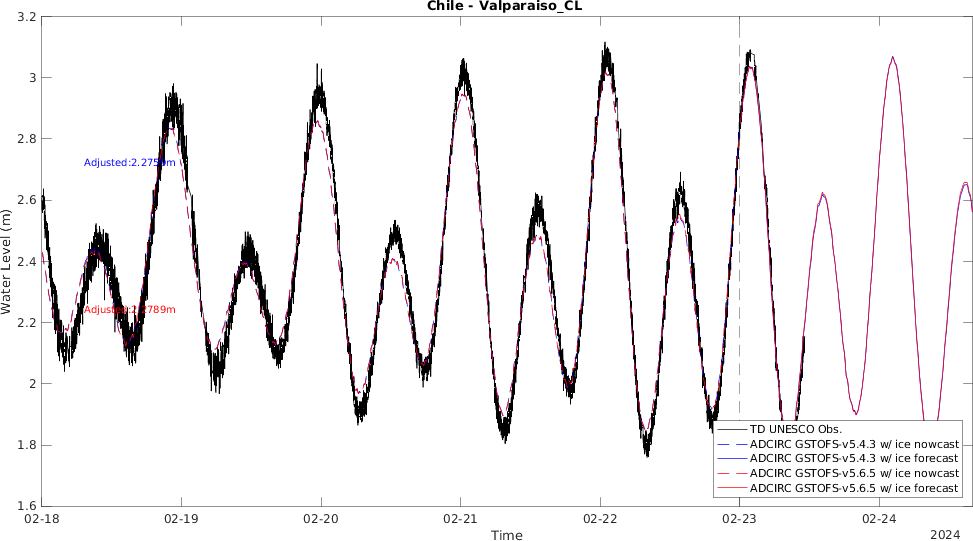 Chile - Valparaiso_CL
3.2
3
2.8
2.6
2.4
2.2
2
1.8
1.6
Water Level (m)
Adjusted:2.275 m
Adjusted:2.2789m
TD UNESCO Obs.
ADCIRC GSTOFS-v5.4.3 w/ ice nowcast
ADCIRC GSTOFS-v5.4.3 w/ ice forecast
ADCIRC GSTOFS-v5.6.5 w/ ice nowcast
ADCIRC GSTOFS-v5.6.5 w/ ice forecast
02-18
02-19
02-20
02-21
02-22
02-23
02-24
Time
2024